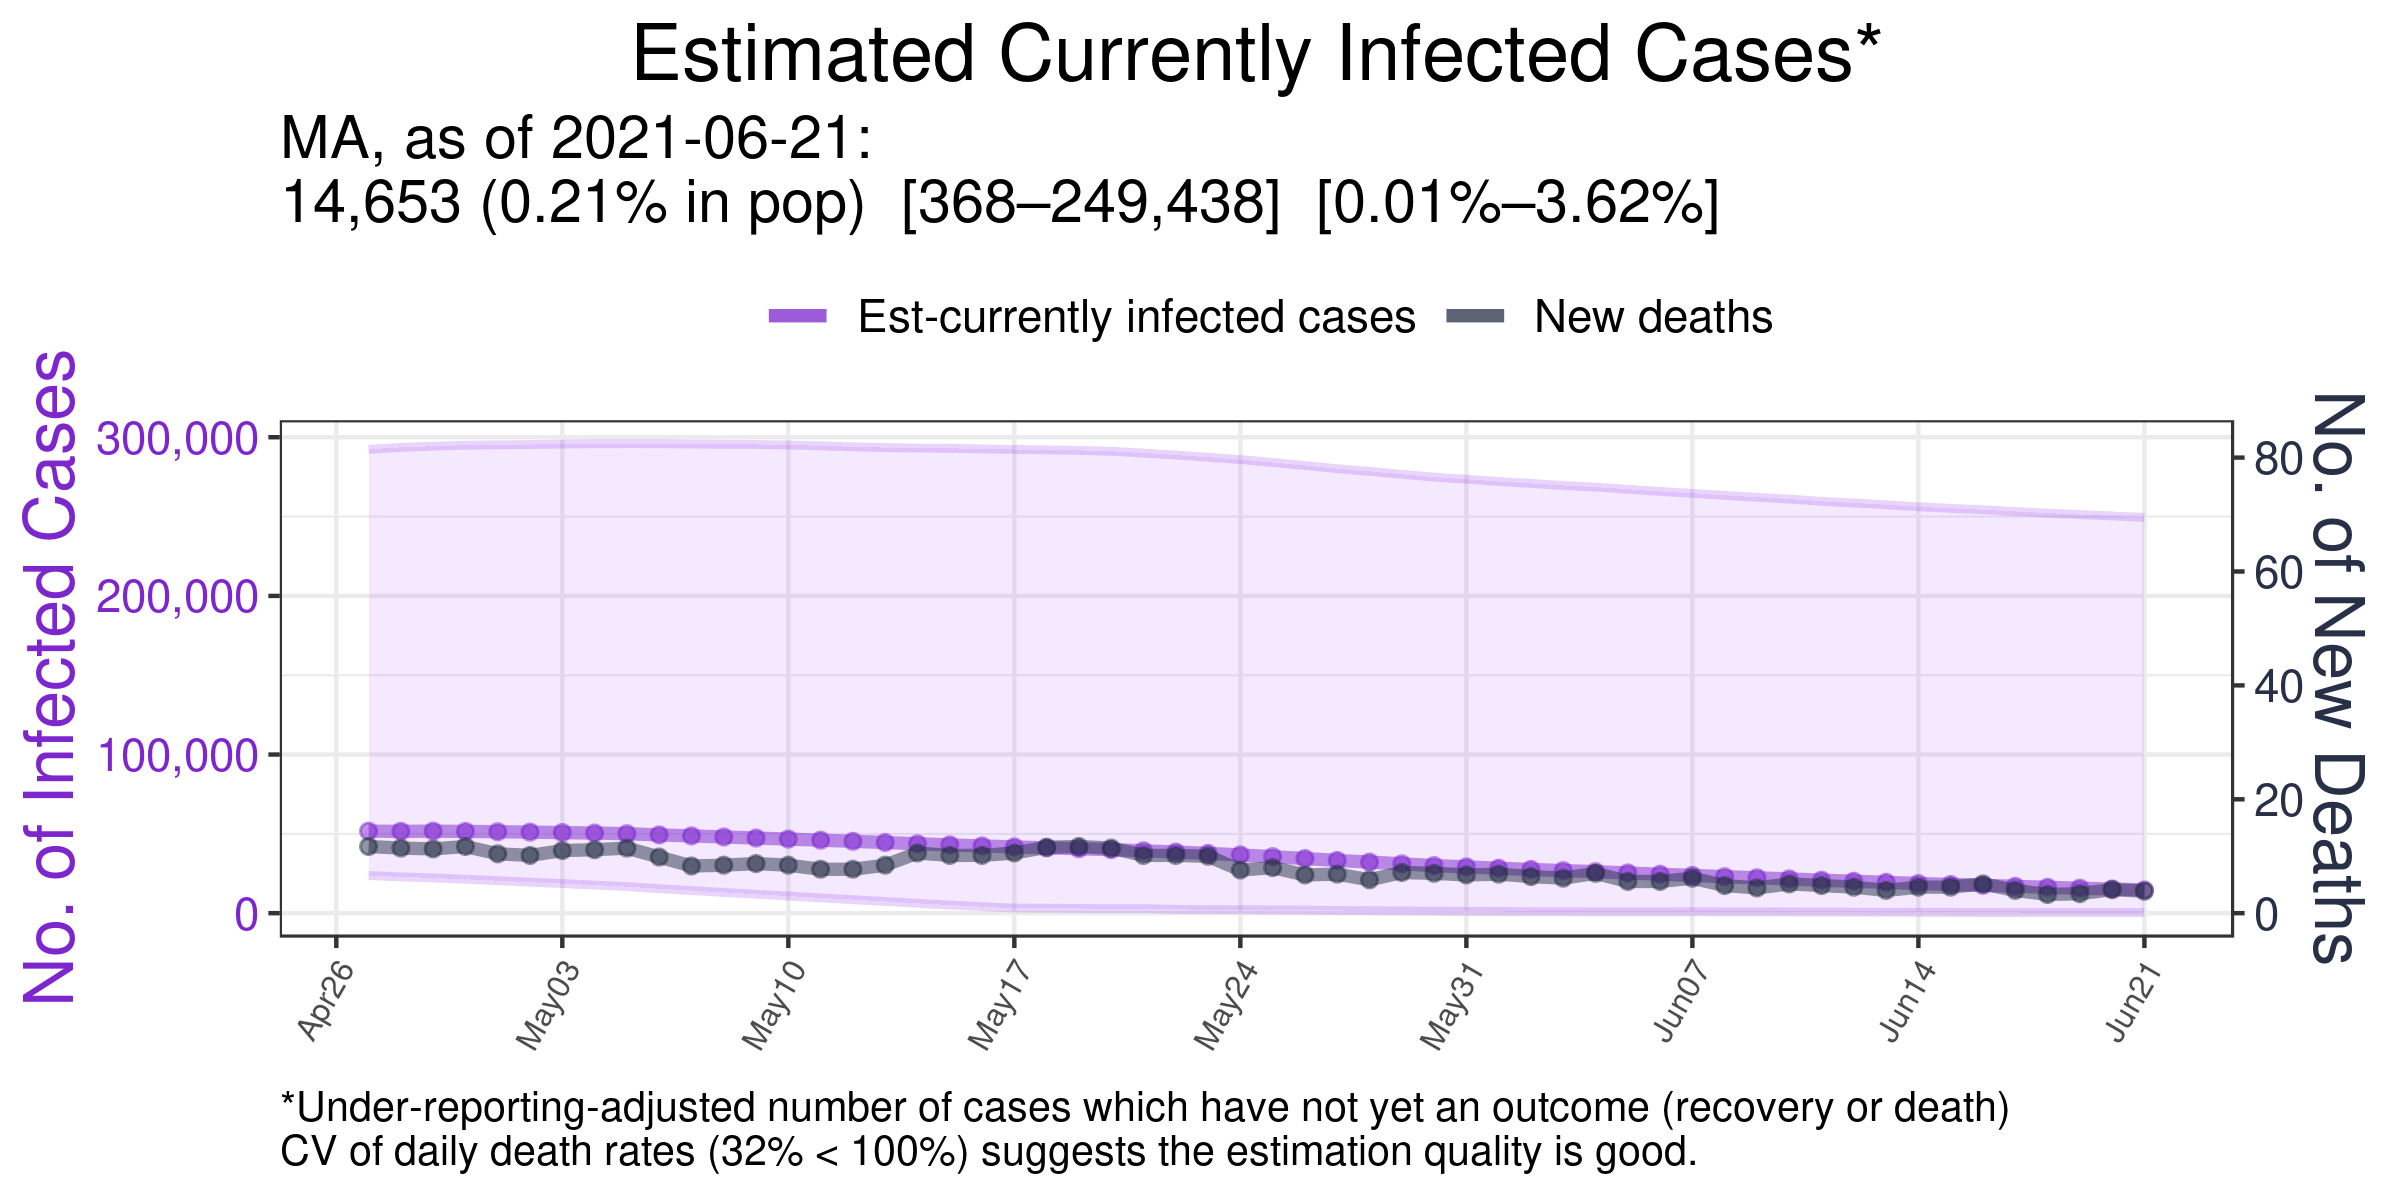 Estimated Currently Infected Cases*
MA, as of 2021-06-21:
14,653 (0.21% in pop)  [368–249,438]  [0.01%–3.62%]
Est-currently infected cases
New deaths
No. of Infected Cases
300,000
200,000
100,000
0
80
60
40
20
0
No. of New Deaths
Apr26
May03
May10
May17
May24
May31
Jun07
Jun14
Jun21
*Under-reporting-adjusted number of cases which have not yet an outcome (recovery or death)
CV of daily death rates (32% < 100%) suggests the estimation quality is good.